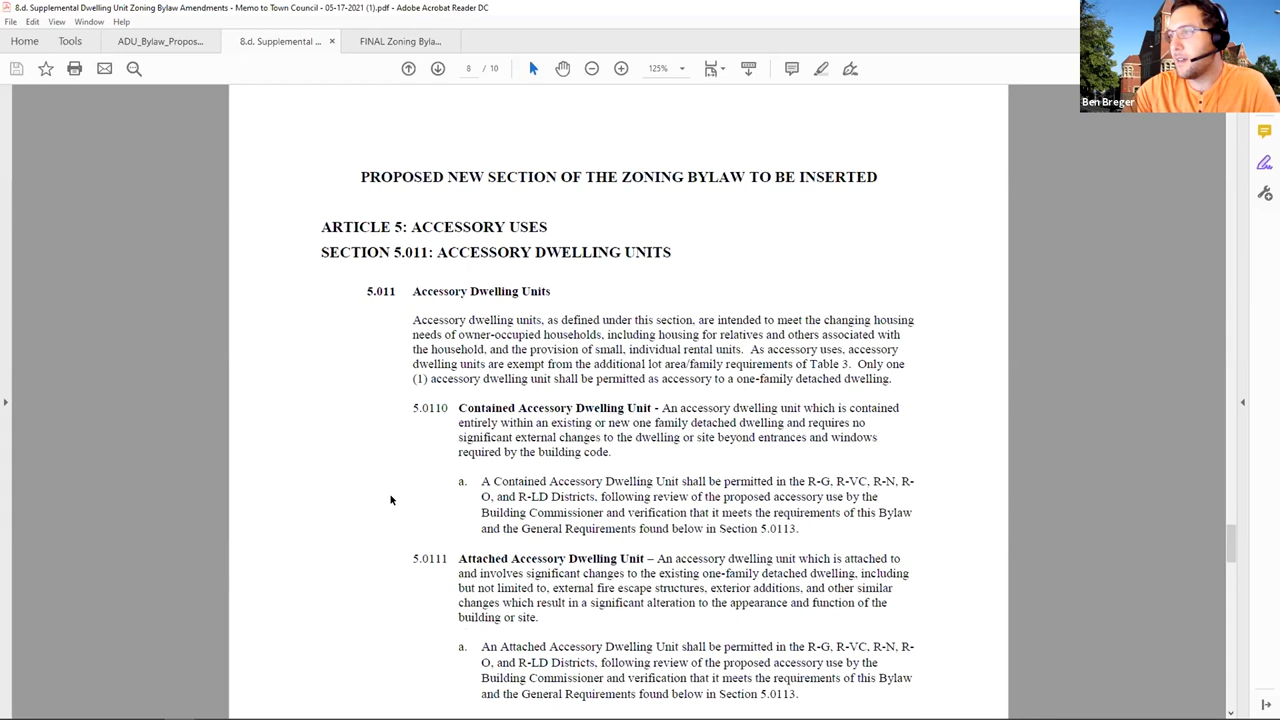 8.d. Supplemental Dwelling Unit Zoning Bylaw Amendments - Memo to Town Council - 05-17-2021 (1).pdf - Adobe Acrobat Reader DC
File Edit View Window Help
Home Tools ADU_Bylaw_Propos... 8.d. Supplemental ... × FINAL Zoning Byla...
8 / 10 125%
Ben Breger
PROPOSED NEW SECTION OF THE ZONING BYLAW TO BE INSERTED
ARTICLE 5: ACCESSORY USES
SECTION 5.011: ACCESSORY DWELLING UNITS
5.011 Accessory Dwelling Units
Accessory dwelling units, as defined under this section, are intended to meet the changing housing
needs of owner-occupied households, including housing for relatives and others associated with
the household, and the provision of small, individual rental units. As accessory uses, accessory
dwelling units are exempt from the additional lot area/family requirements of Table 3. Only one
(1) accessory dwelling unit shall be permitted as accessory to a one-family detached dwelling.
5.0110 Contained Accessory Dwelling Unit - An accessory dwelling unit which is contained
entirely within an existing or new one family detached dwelling and requires no
significant external changes to the dwelling or site beyond entrances and windows
required by the building code.
a. A Contained Accessory Dwelling Unit shall be permitted in the R-G, R-VC, R-N, R-
O, and R-LD Districts, following review of the proposed accessory use by the
Building Commissioner and verification that it meets the requirements of this Bylaw
and the General Requirements found below in Section 5.0113.
5.0111 Attached Accessory Dwelling Unit – An accessory dwelling unit which is attached to
and involves significant changes to the existing one-family detached dwelling, including
but not limited to, external fire escape structures, exterior additions, and other similar
changes which result in a significant alteration to the appearance and function of the
building or site.
a. An Attached Accessory Dwelling Unit shall be permitted in the R-G, R-VC, R-N, R-
O, and R-LD Districts, following review of the proposed accessory use by the
Building Commissioner and verification that it meets the requirements of this Bylaw
and the General Requirements found below in Section 5.0113.